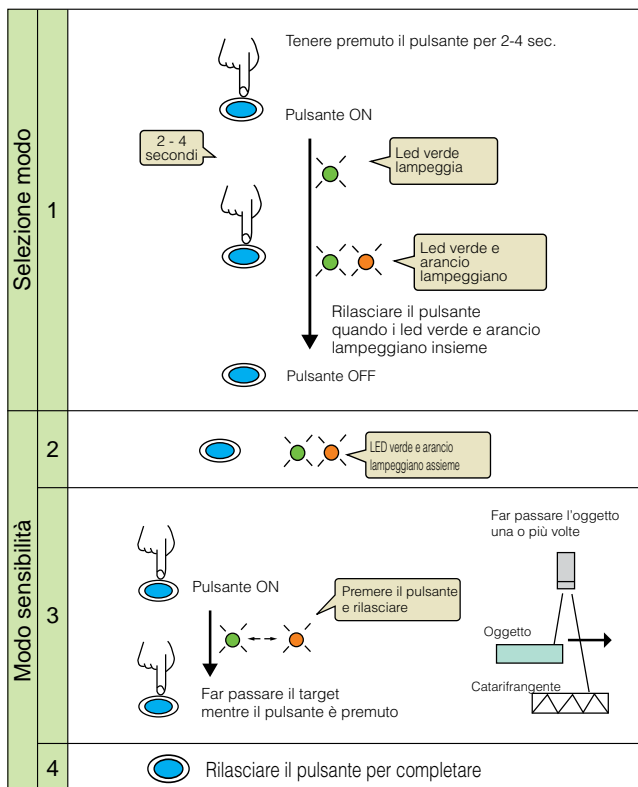 Selezione modo
1
Tenere premuto il pulsante per 2-4 sec.
Pulsante ON
2 - 4
secondi
Led verde
lampeggia
Led verde e
arancio
lampeggiano
Rilasciare il pulsante
quando i led verde e arancio
lampeggiano insieme
Pulsante OFF
Modo sensibilità
2
LED verde e arancio
lampeggiano assieme
3
Pulsante ON
Premere il pulsante
e rilasciare
Far passare il target
mentre il pulsante è premuto
Far passare l'oggetto
una o più volte
Oggetto
Catarifrangente
4
Rilasciare il pulsante per completare